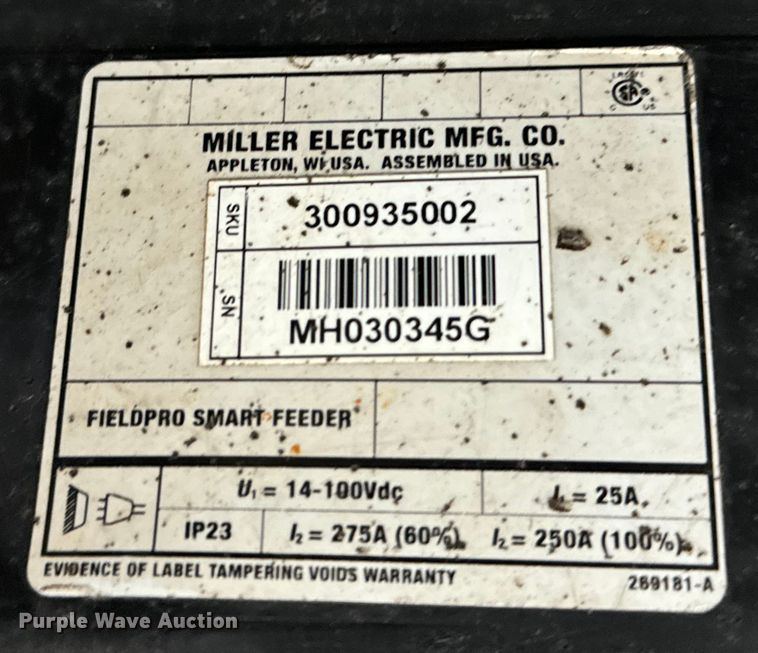 MILLER ELECTRIC MFG. CO.
APPLETON, WI, USA. ASSEMBLED IN USA.
SKU
300935002
SN
MH030345G
FIELDPRO SMART FEEDER
U₁ = 14-100Vdc
I₁ = 25A
IP23
I₂ = 275A (60%)
I₂ = 250A (100%)
EVIDENCE OF LABEL TAMPERING VOIDS WARRANTY
269181-A
Purple Wave Auction